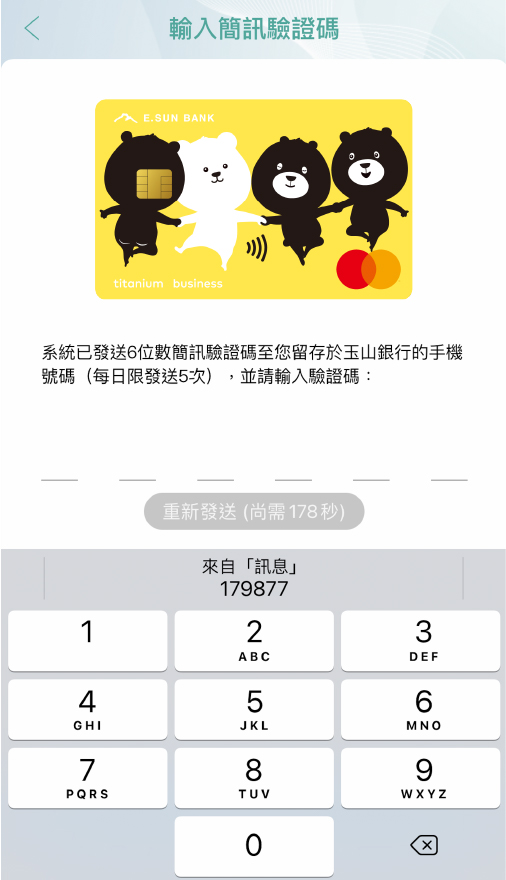 輸入簡訊驗證碼
E.SUN BANK
titanium business
系統已發送6位數簡訊驗證碼至您留存於玉山銀行的手機
號碼（每日限發送5次），並請輸入驗證碼：
重新發送 (尚需 178 秒)
來自「訊息」
179877
1
2
ABC
3
DEF
4
GHI
5
JKL
6
MNO
7
PQRS
8
TUV
9
WXYZ
0